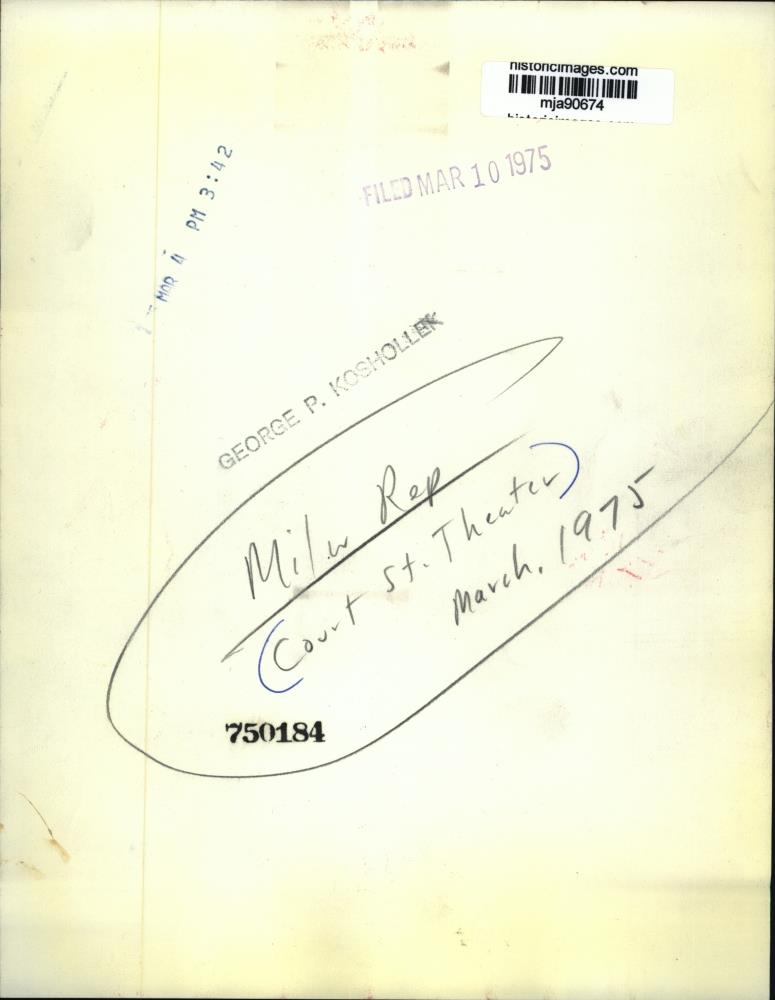 historicimages.com
mja90674
FILED MAR 10 1975
MAR 4 PM 3:42
GEORGE P. KOSHOLLEK
Milw Rep
(Court St. Theater)
March, 1975
750184